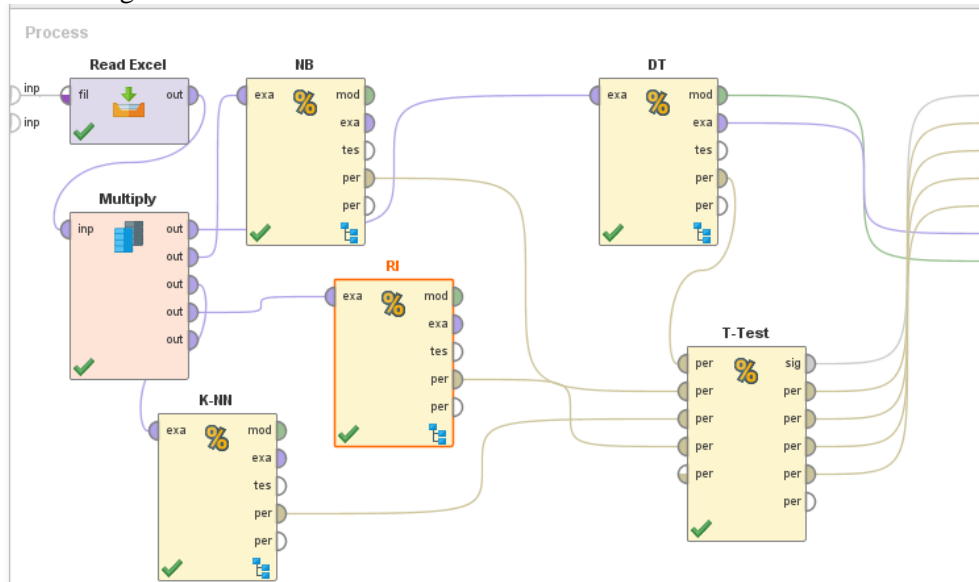 Process
inp
inp
Read Excel
fil
out
Multiply
inp
out
out
out
out
out
NB
exa
mod
exa
tes
per
per
RI
exa
mod
exa
tes
per
per
K-NN
exa
mod
exa
tes
per
per
DT
exa
mod
exa
tes
per
per
T-Test
per
sig
per
per
per
per
per
per
per
per
per